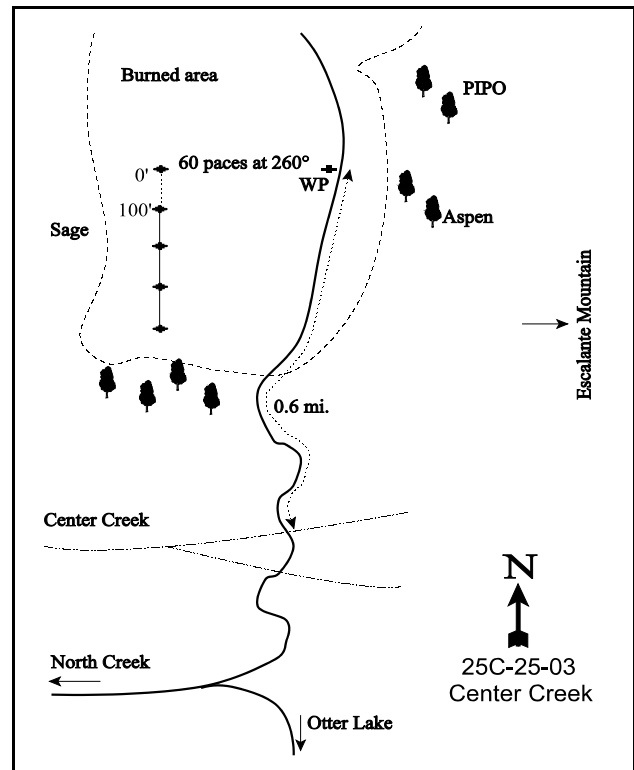 Burned area
PIPO
60 paces at 260°
0'
WP
100'
Aspen
Sage
Escalante Mountain
0.6 mi.
Center Creek
N
25C-25-03
Center Creek
North Creek
Otter Lake